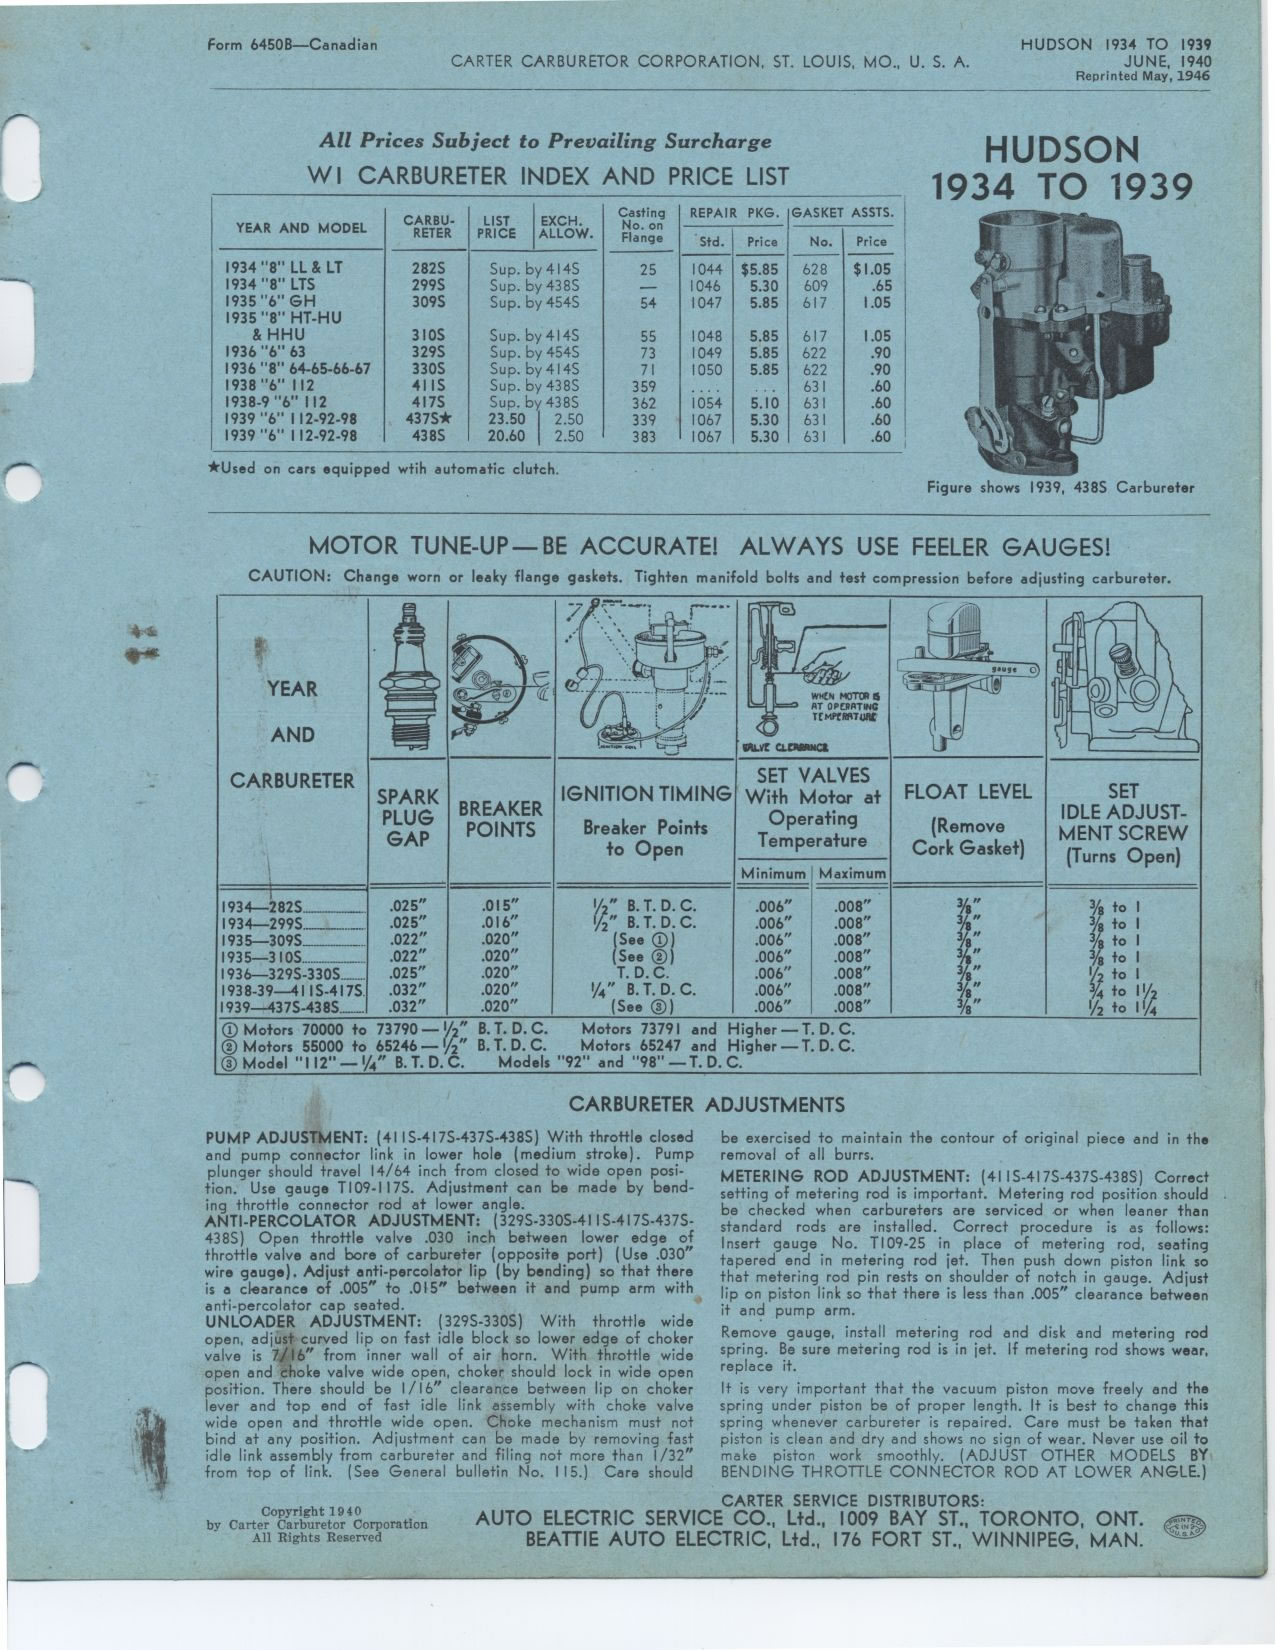 Form 6450B—Canadian
CARTER CARBURETOR CORPORATION, ST. LOUIS, MO., U. S. A.
HUDSON 1934 TO 1939
JUNE, 1940
Reprinted May, 1946
All Prices Subject to Prevailing Surcharge
W1 CARBURETER INDEX AND PRICE LIST
HUDSON
1934 TO 1939
YEAR AND MODEL | CARBU-RETER | LIST PRICE | EXCH. ALLOW. | Casting No. on Flange | REPAIR PKG. Std. | Price | GASKET ASSTS. No. | Price
1934 "8" LL & LT 282S Sup. by 414S 25 1044 $5.85 628 $1.05
1934 "8" LTS 299S Sup. by 438S — 1046 5.30 609 .65
1935 "6" GH 309S Sup. by 454S 54 1047 5.85 617 1.05
1935 "8" HT-HU
& HHU 310S Sup. by 414S 55 1048 5.85 617 1.05
1936 "6" 63 329S Sup. by 454S 73 1049 5.85 622 .90
1936 "8" 64-65-66-67 330S Sup. by 414S 71 1050 5.85 622 .90
1938 "6" 112 411S Sup. by 438S 359 .... ... 631 .60
1938-9 "6" 112 417S Sup. by 438S 362 1054 5.10 631 .60
1939 "6" 112-92-98 437S★ 23.50 2.50 339 1067 5.30 631 .60
1939 "6" 112-92-98 438S 20.60 2.50 383 1067 5.30 631 .60
★Used on cars equipped wtih automatic clutch.
Figure shows 1939, 438S Carbureter
MOTOR TUNE-UP—BE ACCURATE! ALWAYS USE FEELER GAUGES!
CAUTION: Change worn or leaky flange gaskets. Tighten manifold bolts and test compression before adjusting carbureter.
YEAR
AND
CARBURETER
SPARK
PLUG
GAP
BREAKER
POINTS
IGNITION COIL
IGNITION TIMING
Breaker Points
to Open
WHEN MOTOR IS
AT OPERATING
TEMPERATURE
VALVE CLEARANCE
SET VALVES
With Motor at
Operating
Temperature
Minimum | Maximum
gauge
FLOAT LEVEL
(Remove
Cork Gasket)
SET
IDLE ADJUST-
MENT SCREW
(Turns Open)
1934—282S .025" .015" ½" B. T. D. C. .006" .008" ⅜" ⅜ to 1
1934—299S .025" .016" ½" B. T. D. C. .006" .008" ⅜" ⅜ to 1
1935—309S .022" .020" (See ①) .006" .008" ⅜" ⅜ to 1
1935—310S .022" .020" (See ②) .006" .008" ⅜" ⅜ to 1
1936—329S-330S .025" .020" T. D. C. .006" .008" ⅜" ½ to 1
1938-39—411S-417S .032" .020" ¼" B. T. D. C. .006" .008" ⅜" ¾ to 1½
1939—437S-438S .032" .020" (See ③) .006" .008" ⅜" ½ to 1¼
① Motors 70000 to 73790—½" B. T. D. C. Motors 73791 and Higher—T. D. C.
② Motors 55000 to 65246—½" B. T. D. C. Motors 65247 and Higher—T. D. C.
③ Model "112"—¼" B. T. D. C. Models "92" and "98"—T. D. C.
CARBURETER ADJUSTMENTS
PUMP ADJUSTMENT: (411S-417S-437S-438S) With throttle closed
and pump connector link in lower hole (medium stroke). Pump
plunger should travel 14/64 inch from closed to wide open posi-
tion. Use gauge T109-117S. Adjustment can be made by bend-
ing throttle connector rod at lower angle.
ANTI-PERCOLATOR ADJUSTMENT: (329S-330S-411S-417S-437S-
438S) Open throttle valve .030 inch between lower edge of
throttle valve and bore of carbureter (opposite port) (Use .030"
wire gauge). Adjust anti-percolator lip (by bending) so that there
is a clearance of .005" to .015" between it and pump arm with
anti-percolator cap seated.
UNLOADER ADJUSTMENT: (329S-330S) With throttle wide
open, adjust curved lip on fast idle block so lower edge of choker
valve is 7/16" from inner wall of air horn. With throttle wide
open and choke valve wide open, choker should lock in wide open
position. There should be 1/16" clearance between lip on choker
lever and top end of fast idle link assembly with choke valve
wide open and throttle wide open. Choke mechanism must not
bind at any position. Adjustment can be made by removing fast
idle link assembly from carbureter and filing not more than 1/32"
from top of link. (See General bulletin No. 115.) Care should
be exercised to maintain the contour of original piece and in the
removal of all burrs.
METERING ROD ADJUSTMENT: (411S-417S-437S-438S) Correct
setting of metering rod is important. Metering rod position should
be checked when carbureters are serviced or when leaner than
standard rods are installed. Correct procedure is as follows:
Insert gauge No. T109-25 in place of metering rod, seating
tapered end in metering rod jet. Then push down piston link so
that metering rod pin rests on shoulder of notch in gauge. Adjust
lip on piston link so that there is less than .005" clearance between
it and pump arm.
Remove gauge, install metering rod and disk and metering rod
spring. Be sure metering rod is in jet. If metering rod shows wear,
replace it.
It is very important that the vacuum piston move freely and the
spring under piston be of proper length. It is best to change this
spring whenever carbureter is repaired. Care must be taken that
piston is clean and dry and shows no sign of wear. Never use oil to
make piston work smoothly. (ADJUST OTHER MODELS BY
BENDING THROTTLE CONNECTOR ROD AT LOWER ANGLE.)
Copyright 1940
by Carter Carburetor Corporation
All Rights Reserved
CARTER SERVICE DISTRIBUTORS:
AUTO ELECTRIC SERVICE CO., Ltd., 1009 BAY ST., TORONTO, ONT.
BEATTIE AUTO ELECTRIC, Ltd., 176 FORT ST., WINNIPEG, MAN.
PRINTED
IN
U.S.A.